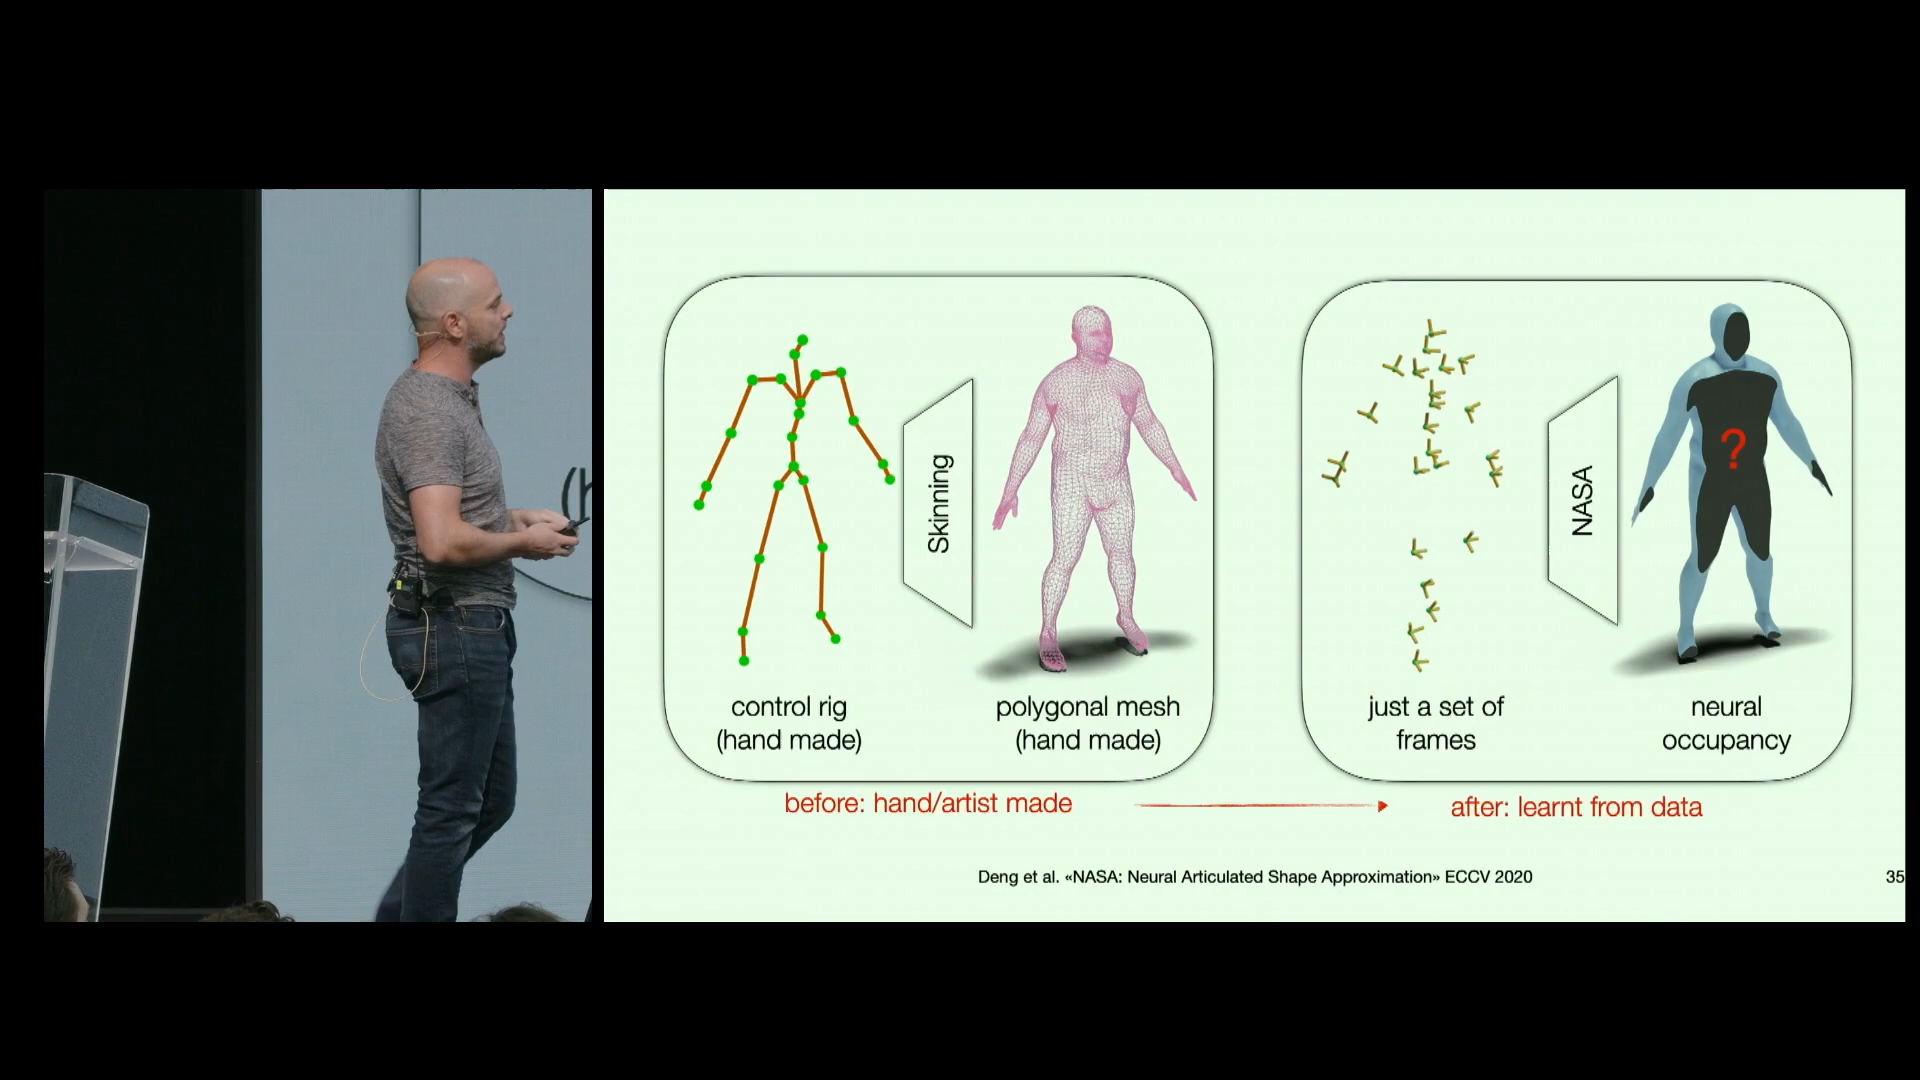 Skinning
NASA
?
control rig
(hand made)
polygonal mesh
(hand made)
just a set of
frames
neural
occupancy
before: hand/artist made
after: learnt from data
Deng et al. «NASA: Neural Articulated Shape Approximation» ECCV 2020
35